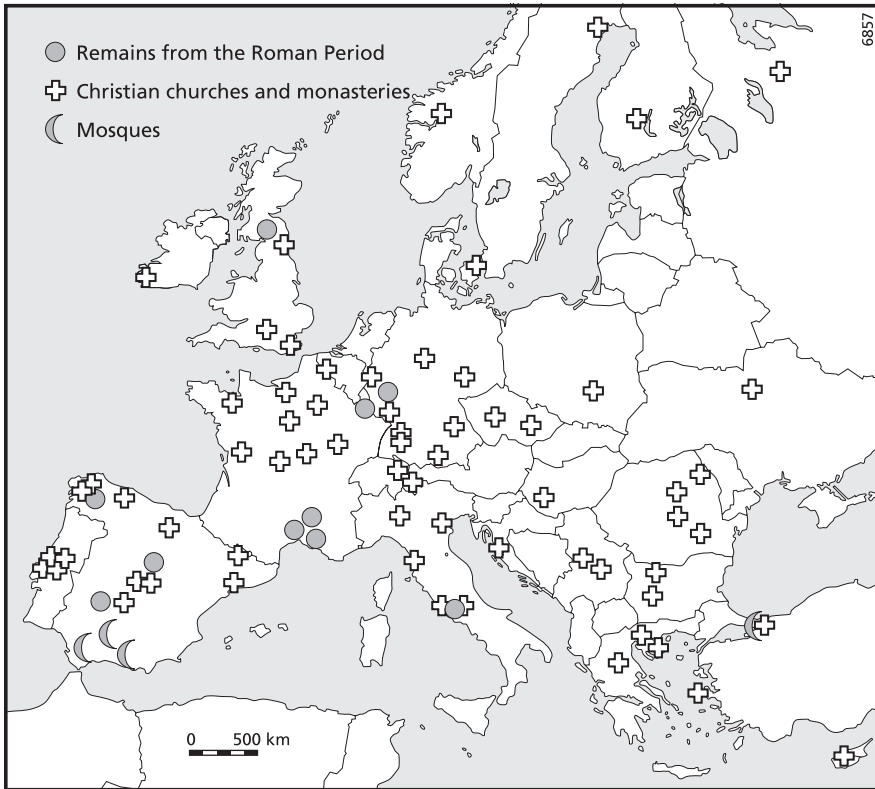 Remains from the Roman Period
Christian churches and monasteries
Mosques
6857
0 500 km